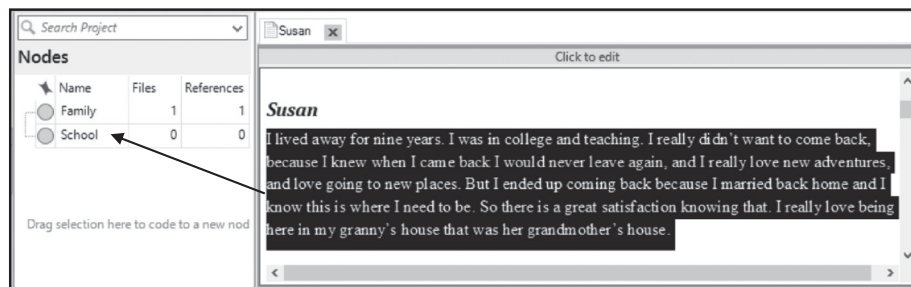 Search Project
Nodes
Name Files References
Family 1 1
School 0 0
Drag selection here to code to a new nod
Susan
Click to edit
Susan
I lived away for nine years. I was in college and teaching. I really didn't want to come back,
because I knew when I came back I would never leave again, and I really love new adventures,
and love going to new places. But I ended up coming back because I married back home and I
know this is where I need to be. So there is a great satisfaction knowing that. I really love being
here in my granny's house that was her grandmother's house.